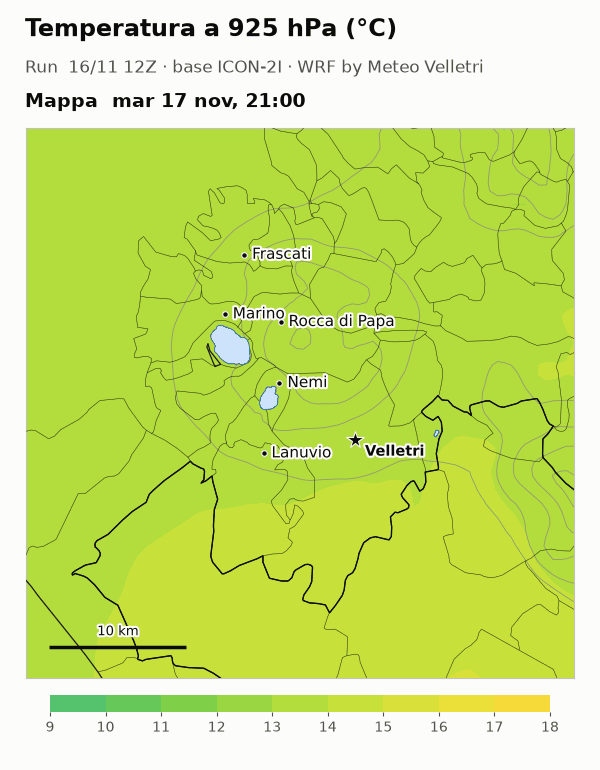 Temperatura a 925 hPa (°C)
Run  16/11 12Z · base ICON-2I · WRF by Meteo Velletri
Mappa  mar 17 nov, 21:00
Frascati
Marino
Rocca di Papa
Nemi
Velletri
Lanuvio
10 km
9 10 11 12 13 14 15 16 17 18